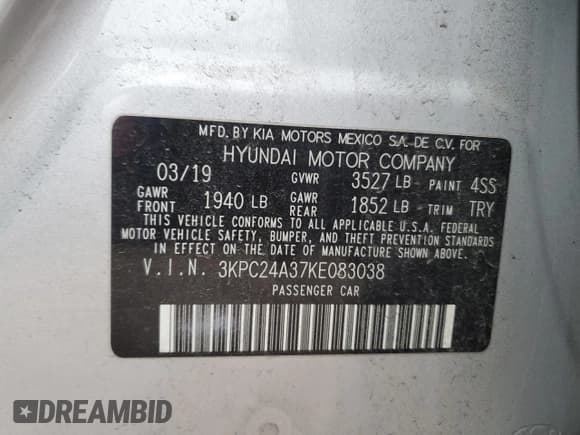 MFD. BY KIA MOTORS MEXICO S.A. DE C.V. FOR
HYUNDAI MOTOR COMPANY
03/19 GVWR 3527 LB PAINT 4SS
GAWR FRONT 1940 LB GAWR REAR 1852 LB TRIM TRY
THIS VEHICLE CONFORMS TO ALL APPLICABLE U.S.A. FEDERAL
MOTOR VEHICLE SAFETY, BUMPER, AND THEFT PREVENTION STANDARDS
IN EFFECT ON THE DATE OF MANUFACTURE SHOWN ABOVE.
V.I.N. 3KPC24A37KE083038
PASSENGER CAR
DREAMBID